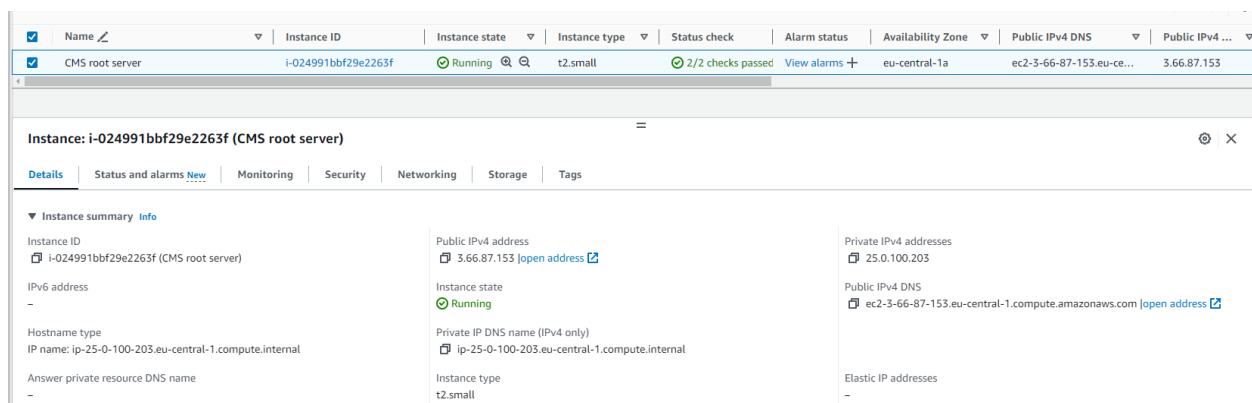 Name Instance ID Instance state Instance type Status check Alarm status Availability Zone Public IPv4 DNS Public IPv4 ...
CMS root server i-024991bbf29e2263f Running t2.small 2/2 checks passed View alarms + eu-central-1a ec2-3-66-87-153.eu-ce... 3.66.87.153
Instance: i-024991bbf29e2263f (CMS root server)
Details Status and alarms New Monitoring Security Networking Storage Tags
Instance summary Info
Instance ID Public IPv4 address Private IPv4 addresses
i-024991bbf29e2263f (CMS root server) 3.66.87.153 |open address 25.0.100.203
IPv6 address Instance state Public IPv4 DNS
– Running ec2-3-66-87-153.eu-central-1.compute.amazonaws.com |open address
Hostname type Private IP DNS name (IPv4 only)
IP name: ip-25-0-100-203.eu-central-1.compute.internal ip-25-0-100-203.eu-central-1.compute.internal
Answer private resource DNS name Instance type Elastic IP addresses
– t2.small –